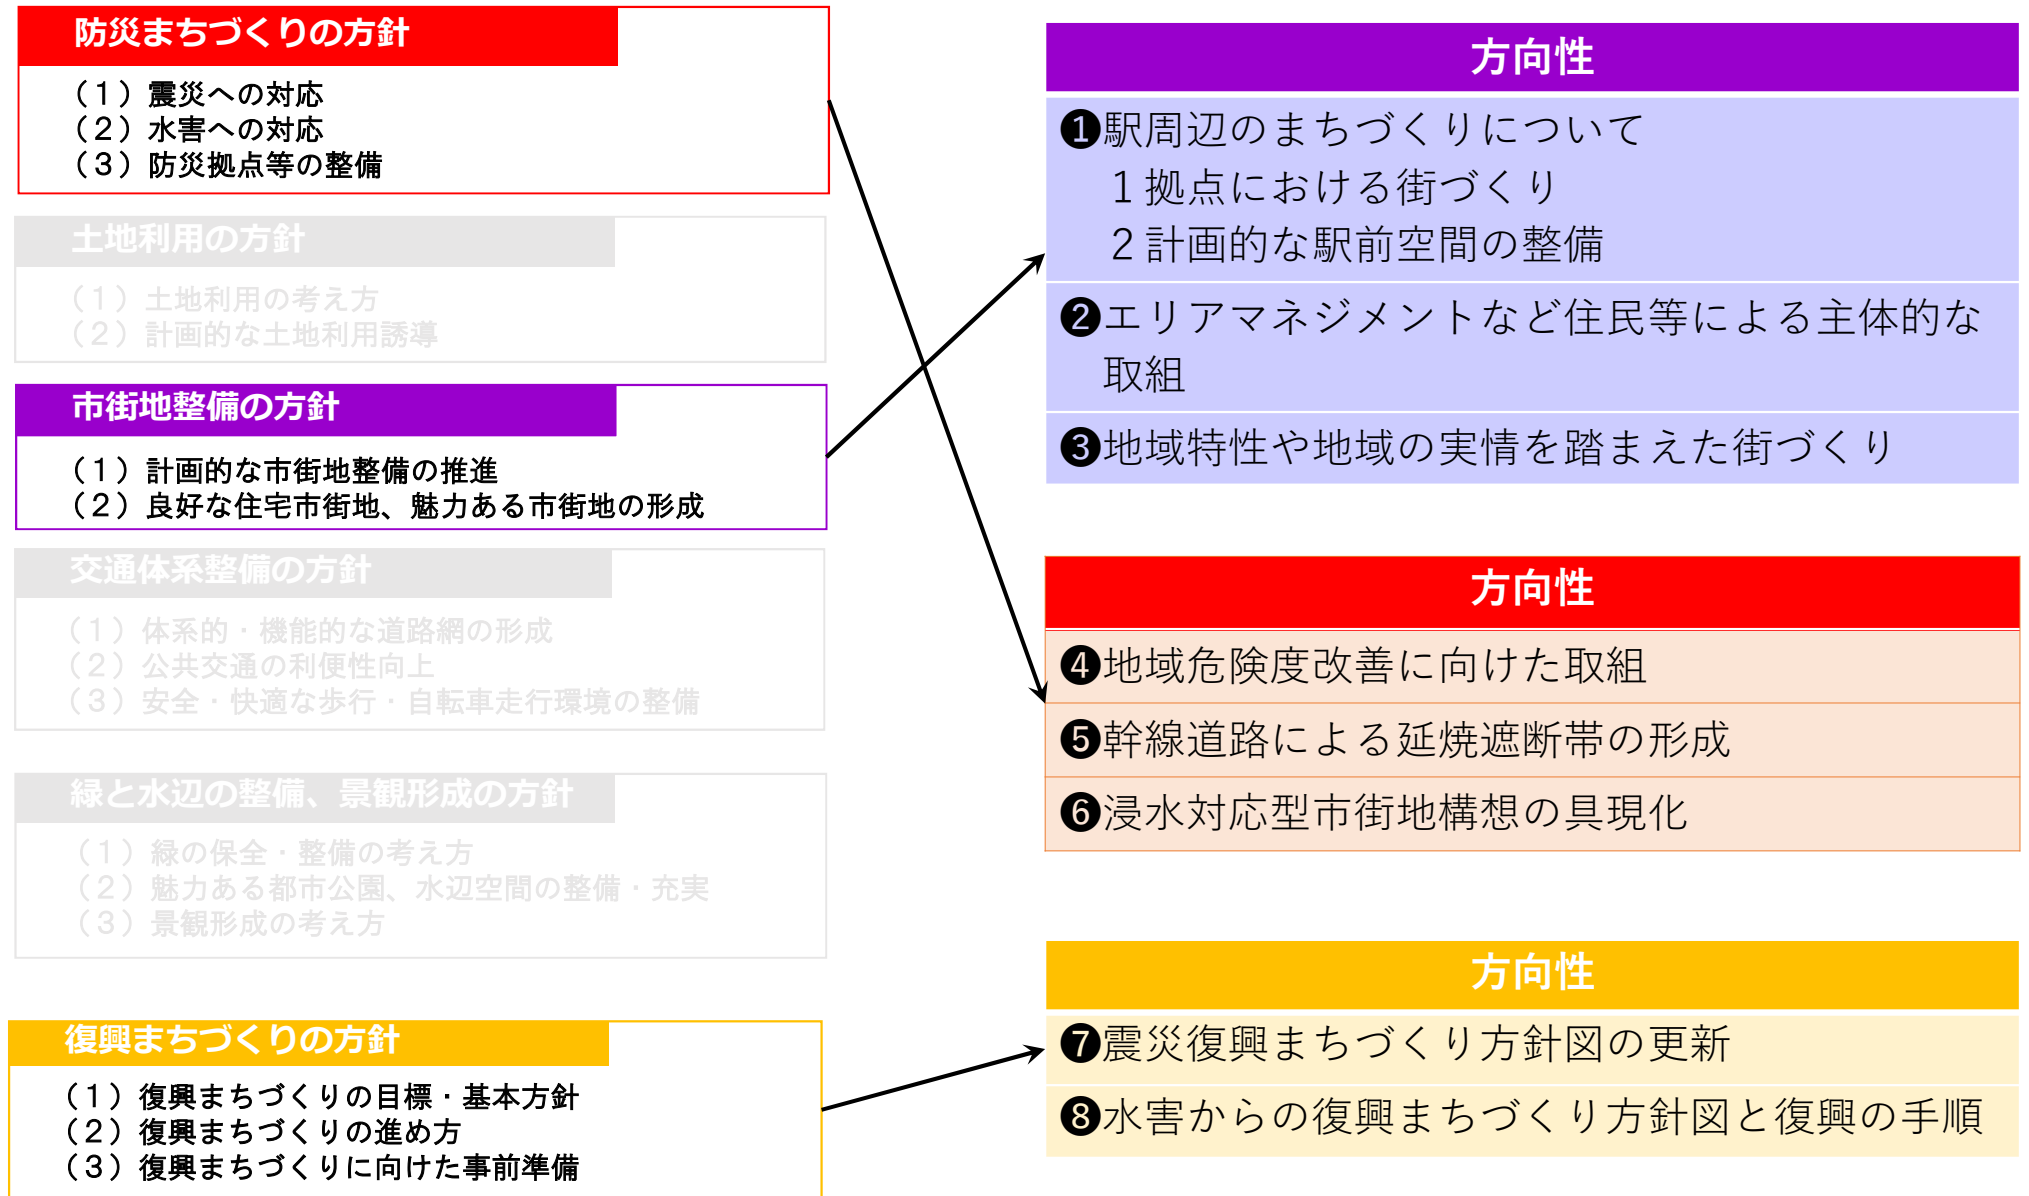 防災まちづくりの方針
（１）震災への対応
（２）水害への対応
（３）防災拠点等の整備
土地利用の方針
（１）土地利用の考え方
（２）計画的な土地利用誘導
市街地整備の方針
（１）計画的な市街地整備の推進
（２）良好な住宅市街地、魅力ある市街地の形成
交通体系整備の方針
（１）体系的・機能的な道路網の形成
（２）公共交通の利便性向上
（３）安全・快適な歩行・自転車走行環境の整備
緑と水辺の整備、景観形成の方針
（１）緑の保全・整備の考え方
（２）魅力ある都市公園、水辺空間の整備・充実
（３）景観形成の考え方
復興まちづくりの方針
（１）復興まちづくりの目標・基本方針
（２）復興まちづくりの進め方
（３）復興まちづくりに向けた事前準備
方向性
❶駅周辺のまちづくりについて
１拠点における街づくり
２計画的な駅前空間の整備
❷エリアマネジメントなど住民等による主体的な
取組
❸地域特性や地域の実情を踏まえた街づくり
方向性
❹地域危険度改善に向けた取組
❺幹線道路による延焼遮断帯の形成
❻浸水対応型市街地構想の具現化
方向性
❼震災復興まちづくり方針図の更新
❽水害からの復興まちづくり方針図と復興の手順